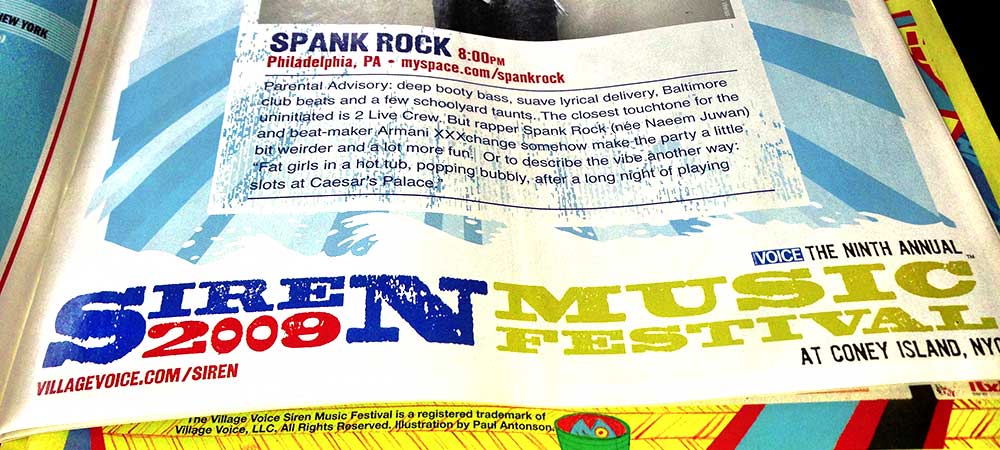 NEW YORK
SPANK ROCK 8:00PM
Philadelphia, PA • myspace.com/spankrock
Parental Advisory: deep booty bass, suave lyrical delivery, Baltimore
club beats and a few schoolyard taunts. The closest touchtone for the
uninitiated is 2 Live Crew. But rapper Spank Rock (née Naeem Juwan)
and beat-maker Armani XXXchange somehow make the party a little
bit weirder and a lot more fun. Or to describe the vibe another way:
"Fat girls in a hot tub, popping bubbly, after a long night of playing
slots at Caesar's Palace."
VOICE THE NINTH ANNUAL
SIREN MUSIC
2009 FESTIVAL
AT CONEY ISLAND, NYC
VILLAGEVOICE.COM/SIREN
The Village Voice Siren Music Festival is a registered trademark of
Village Voice, LLC. All Rights Reserved. Illustration by Paul Antonson.